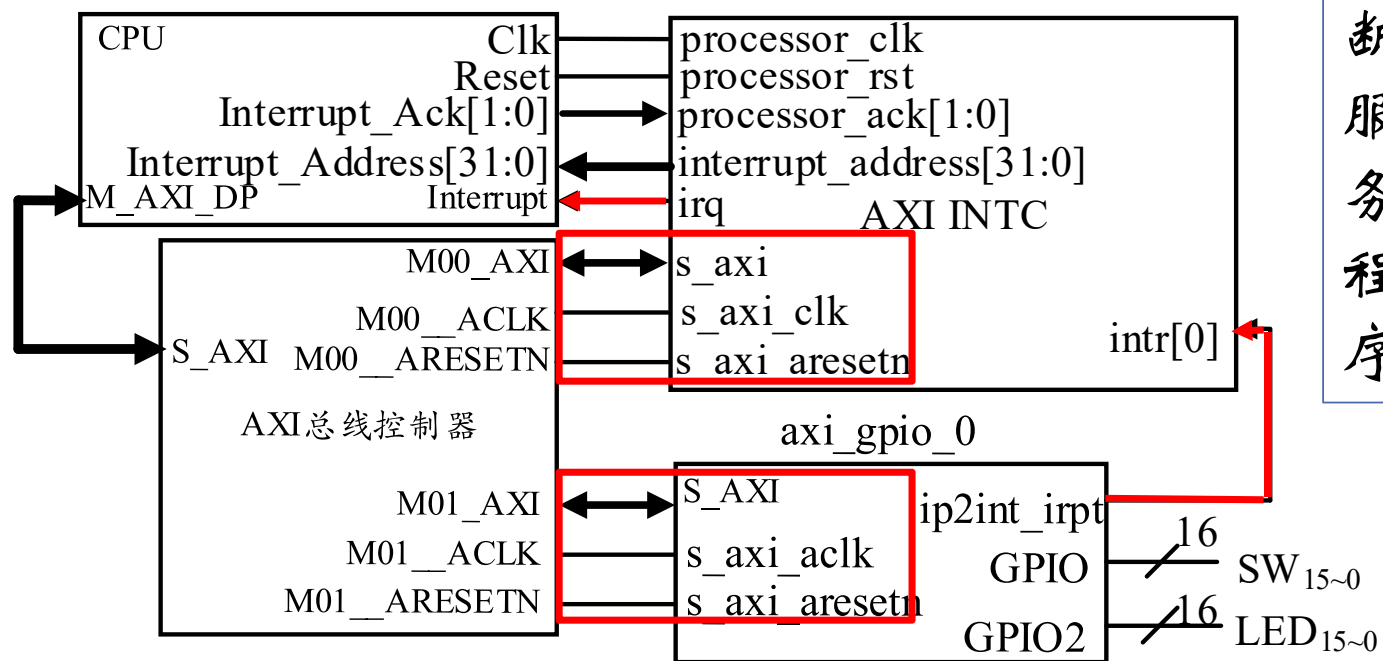 CPU
Clk
Reset
Interrupt_Ack[1:0]
Interrupt_Address[31:0]
M_AXI_DP
Interrupt
processor_clk
processor_rst
processor_ack[1:0]
interrupt_address[31:0]
irq
AXI INTC
s_axi
s_axi_clk
s_axi_aresetn
intr[0]
M00_AXI
M00__ACLK
M00__ARESETN
S_AXI
AXI总线控制器
M01_AXI
M01__ACLK
M01__ARESETN
axi_gpio_0
S_AXI
s_axi_aclk
s_axi_aresetn
ip2int_irpt
GPIO
GPIO2
16
SW15~0
16
LED15~0
断
服
务
程
序